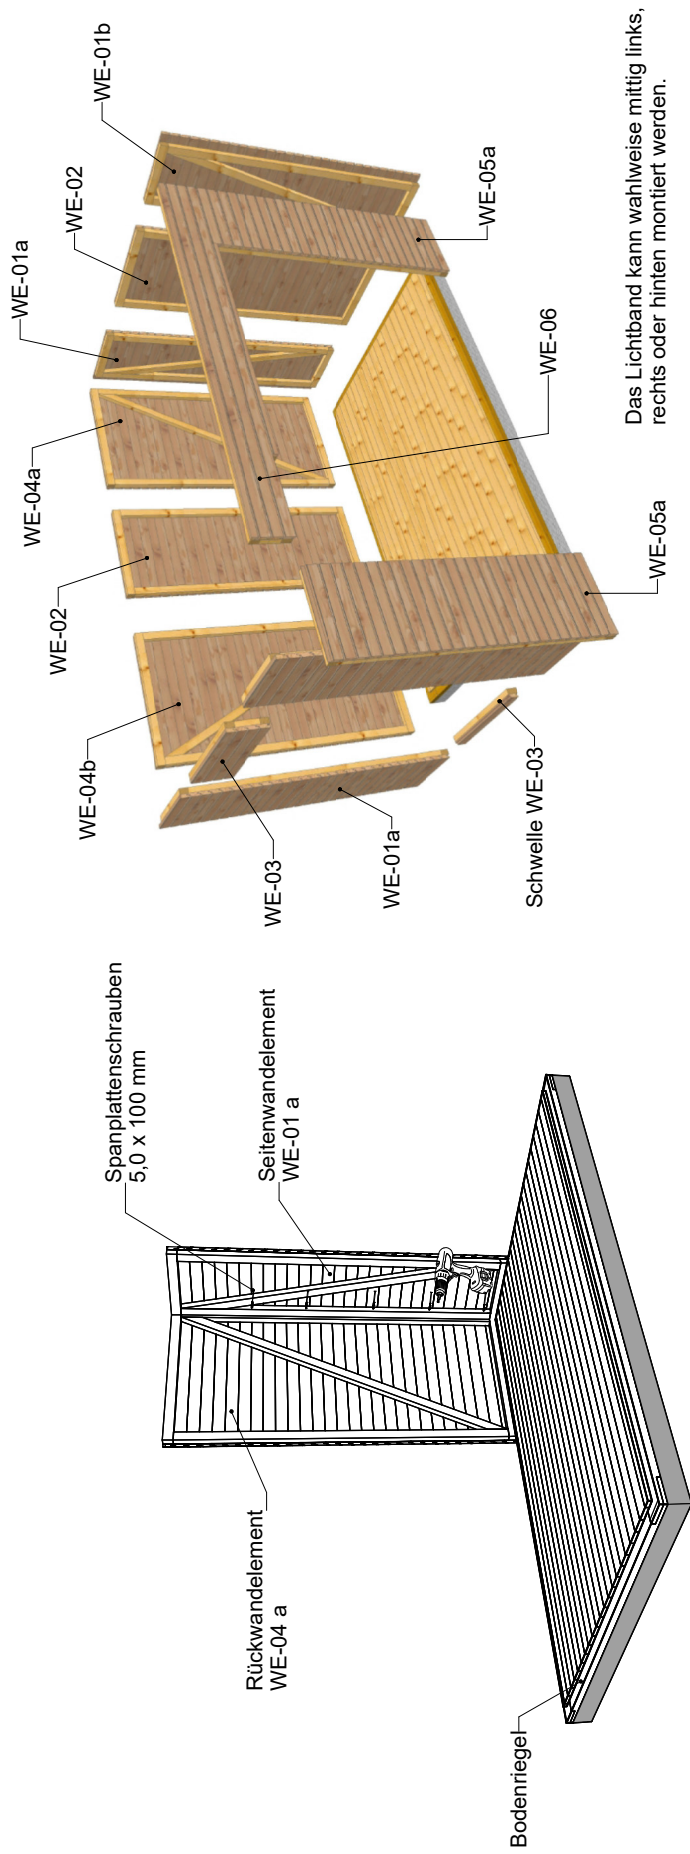 Rückwandelement
WE-04 a
Spanplattenschrauben
5,0 x 100 mm
Seitenwandelement
WE-01 a
Bodenriegel
WE-04b
WE-02
WE-04a
WE-01a
WE-02
WE-01b
WE-03
WE-01a
Schwelle WE-03
WE-05a
WE-06
WE-05a
Das Lichtband kann wahlweise mittig links,
rechts oder hinten montiert werden.